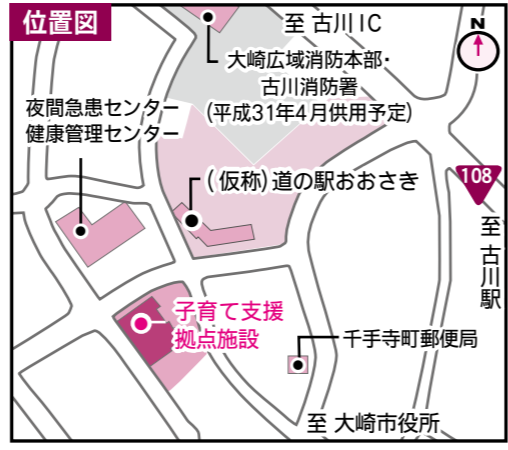 位置図
至 古川IC
N
大崎広域消防本部・
古川消防署
(平成31年4月供用予定)
夜間急患センター
健康管理センター
(仮称)道の駅おおさき
108
至 古川駅
子育て支援
拠点施設
千手寺町郵便局
至 大崎市役所